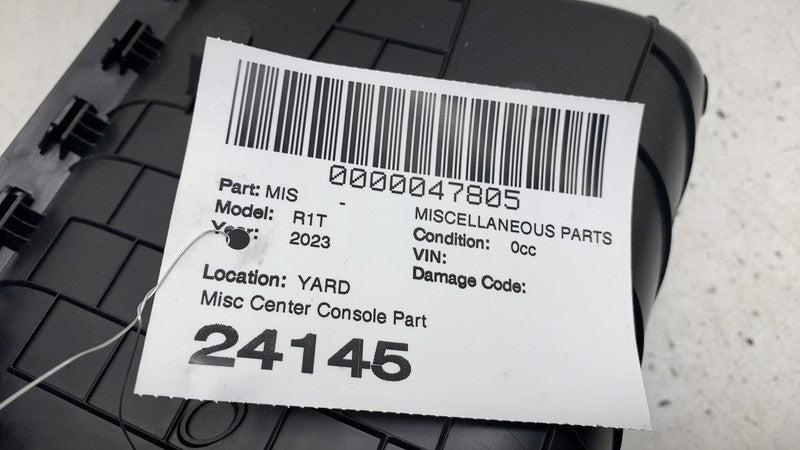 0000047805
Part: MIS - MISCELLANEOUS PARTS
Model: R1T Condition: 0cc
Year: 2023 VIN:
Damage Code:
Location: YARD
Misc Center Console Part
24145